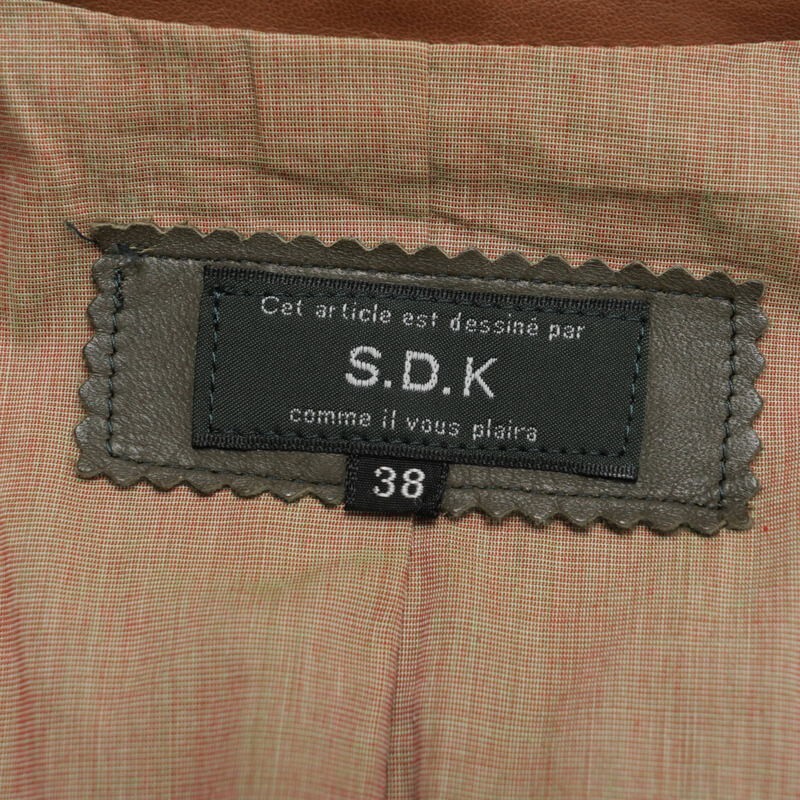 Cet article est dessiné par
S.D.K
comme il vous plaira
38